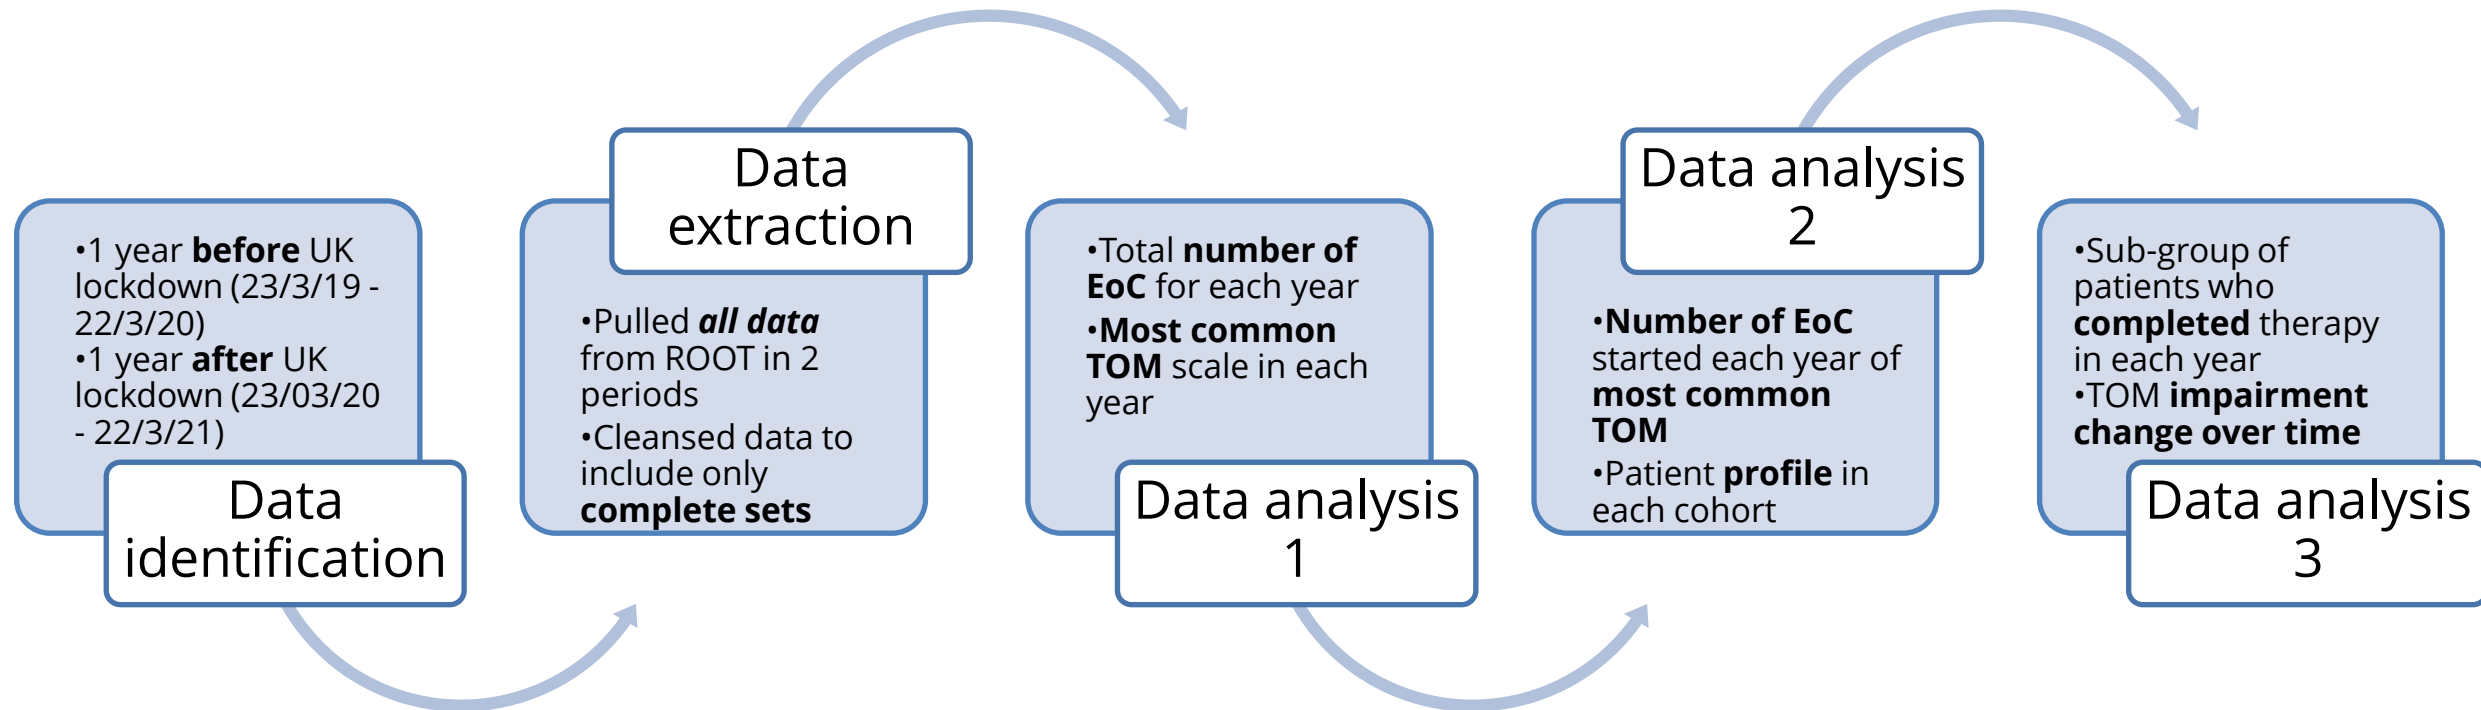 •1 year before UK
lockdown (23/3/19 -
22/3/20)
•1 year after UK
lockdown (23/03/20
- 22/3/21)
Data
identification
Data
extraction
•Pulled all data
from ROOT in 2
periods
•Cleansed data to
include only
complete sets
•Total number of
EoC for each year
•Most common
TOM scale in each
year
Data analysis
1
Data analysis
2
•Number of EoC
started each year of
most common
TOM
•Patient profile in
each cohort
•Sub-group of
patients who
completed therapy
in each year
•TOM impairment
change over time
Data analysis
3